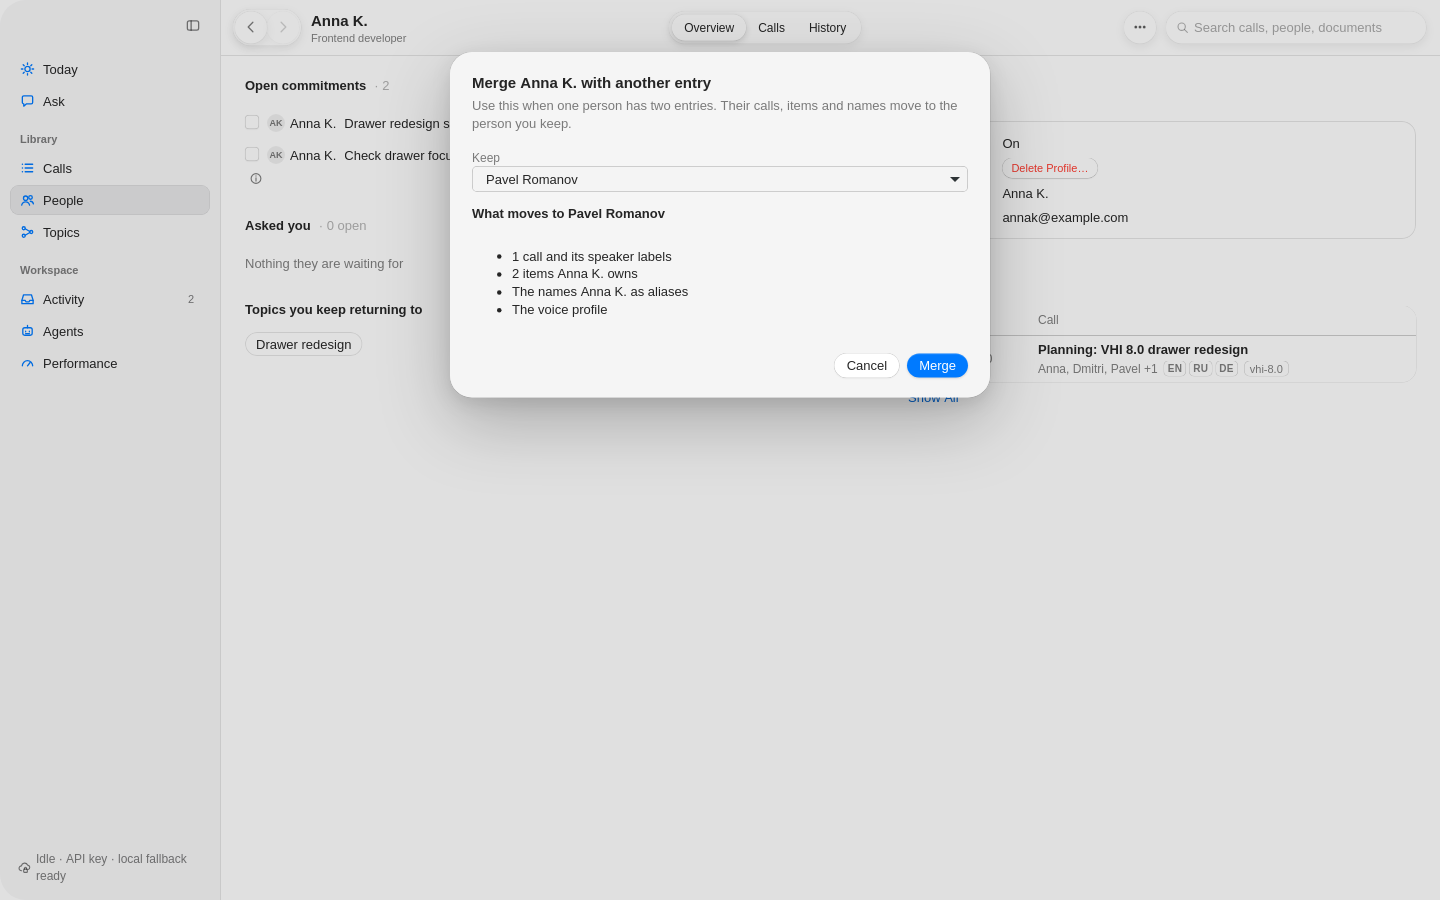 Anna K.
Frontend developer
Overview
Calls
History
Search calls, people, documents
Today
Ask
Library
Calls
People
Topics
Workspace
Activity
2
Agents
Performance
Idle · API key · local fallback
ready
Open commitments · 2
AK Anna K. Drawer redesign s
AK Anna K. Check drawer focu
Asked you · 0 open
Nothing they are waiting for
Topics you keep returning to
Drawer redesign
Merge Anna K. with another entry
Use this when one person has two entries. Their calls, items and names move to the
person you keep.
Keep
Pavel Romanov
What moves to Pavel Romanov
• 1 call and its speaker labels
• 2 items Anna K. owns
• The names Anna K. as aliases
• The voice profile
Cancel
Merge
On
Delete Profile…
Anna K.
annak@example.com
Call
Planning: VHI 8.0 drawer redesign
Anna, Dmitri, Pavel +1 EN RU DE vhi-8.0
Show All